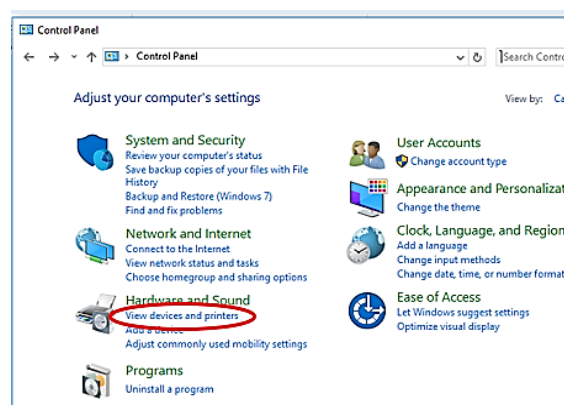 Control Panel
Control Panel
Search Contro
Adjust your computer's settings
View by: Ca
System and Security
Review your computer's status
Save backup copies of your files with File
History
Backup and Restore (Windows 7)
Find and fix problems
Network and Internet
Connect to the Internet
View network status and tasks
Choose homegroup and sharing options
Hardware and Sound
View devices and printers
Add a device
Adjust commonly used mobility settings
Programs
Uninstall a program
User Accounts
Change account type
Appearance and Personalizat
Change the theme
Clock, Language, and Region
Add a language
Change input methods
Change date, time, or number format
Ease of Access
Let Windows suggest settings
Optimize visual display